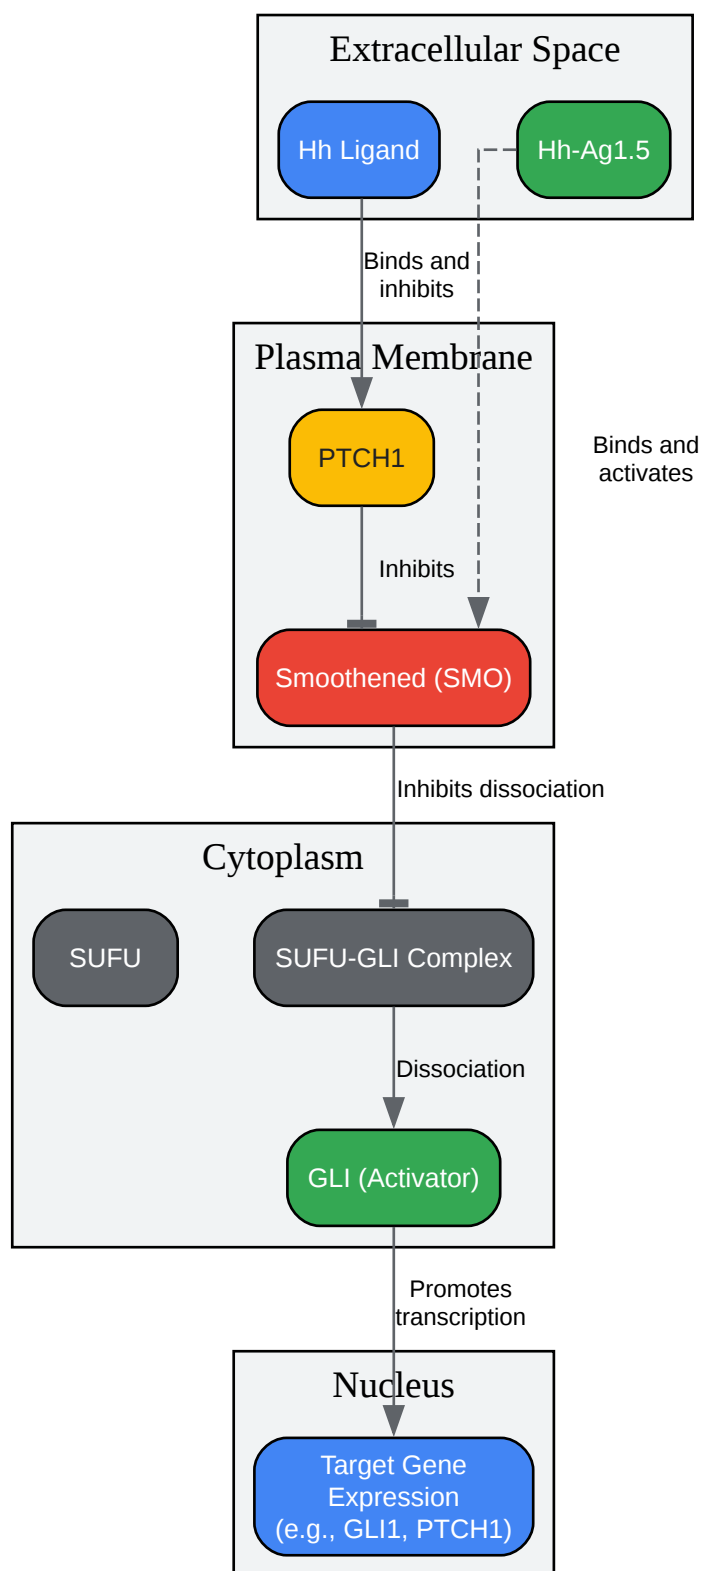 Extracellular Space
Hh Ligand
Hh-Ag1.5
Binds and
inhibits
Plasma Membrane
PTCH1
Binds and
activates
Inhibits
Smoothened (SMO)
Inhibits dissociation
Cytoplasm
SUFU
SUFU-GLI Complex
Dissociation
GLI (Activator)
Promotes
transcription
Nucleus
Target Gene
Expression
(e.g., GLI1, PTCH1)